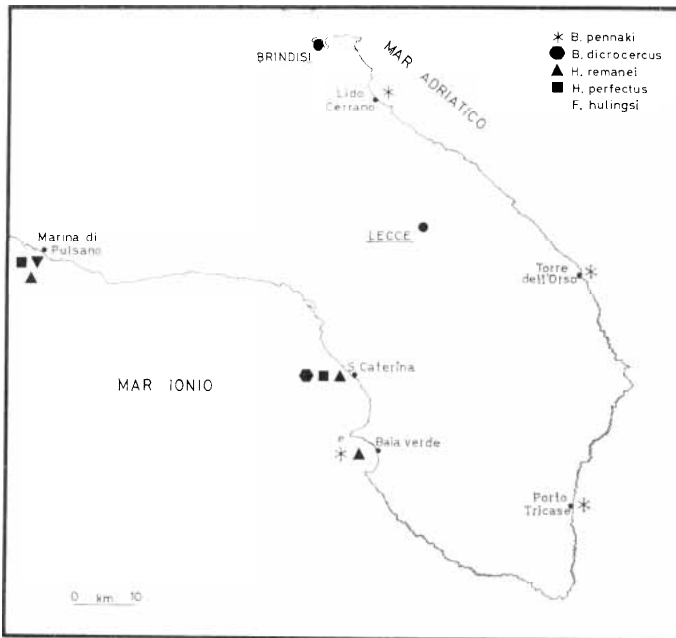 BRINDISI
MAR ADRIATICO
B. pennaki
B. dicrocercus
H. remanei
H. perfectus
F. hulingsi
Lido
Cerrano
LECCE
Marina di
Pulsano
Torre
dell'Orso
MAR IONIO
S. Caterina
Baia verde
Porto
Tricase
0 km 10